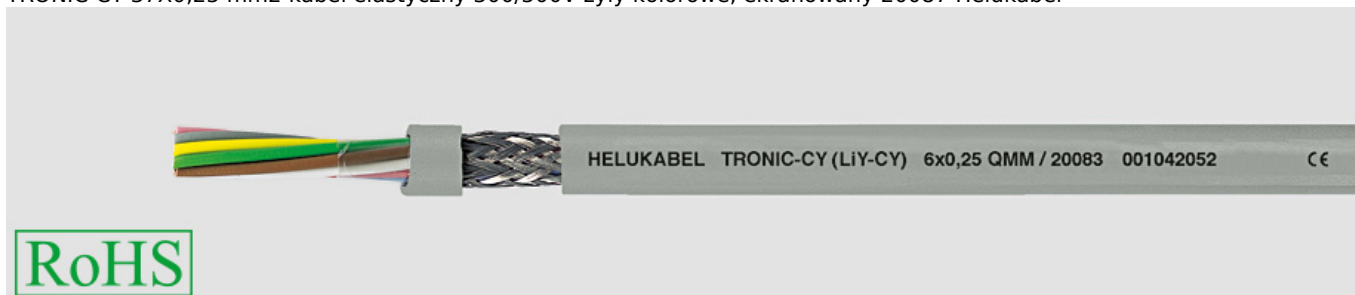 HELUKABEL TRONIC-CY (LiY-CY) 6x0,25 QMM / 20083 001042052 CE
RoHS